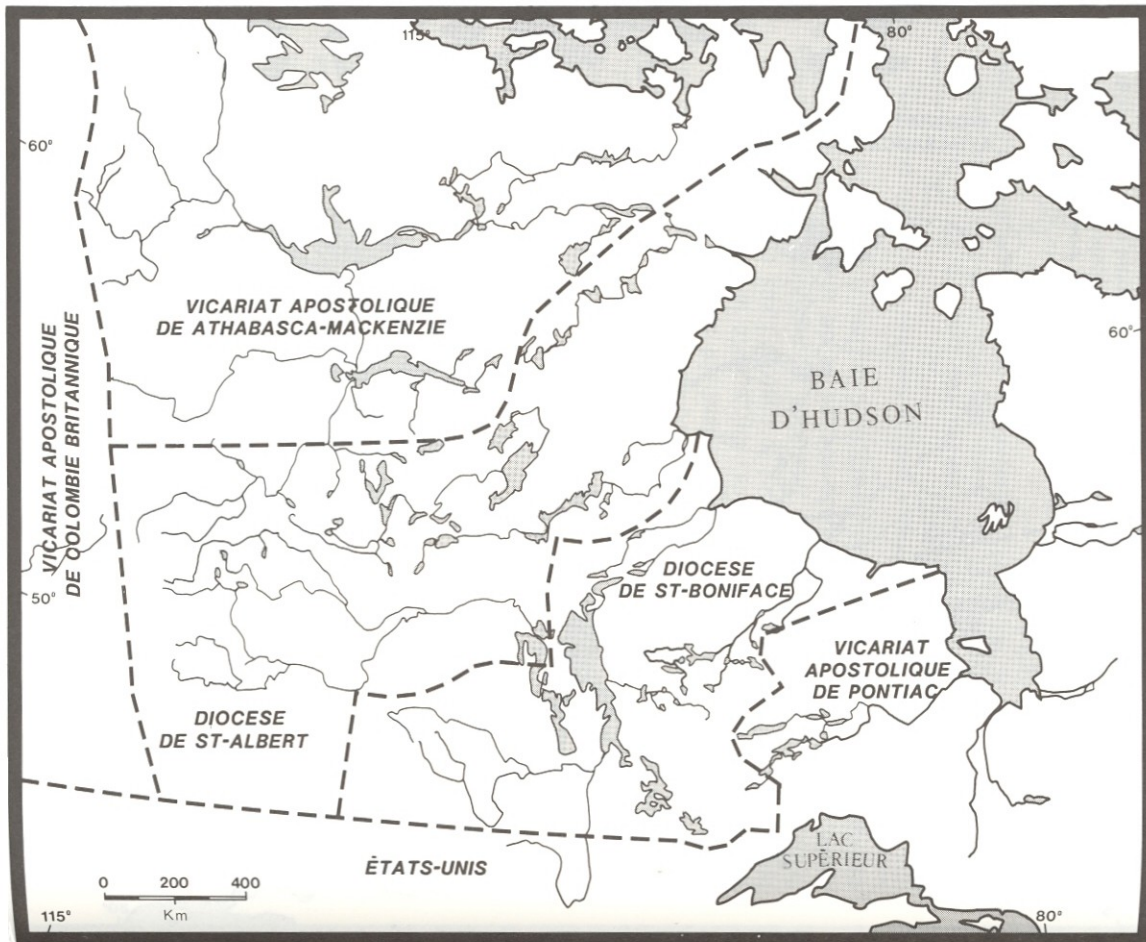 115°
80°
60°
VICARIAT APOSTOLIQUE
DE ATHABASCA-MACKENZIE
60°
VICARIAT APOSTOLIQUE
DE COLOMBIE BRITANNIQUE
BAIE
D'HUDSON
50°
DIOCESE
DE ST-BONIFACE
VICARIAT
APOSTOLIQUE
DE PONTIAC
DIOCESE
DE ST-ALBERT
LAC
SUPÉRIEUR
ÉTATS-UNIS
0 200 400
Km
115°
80°